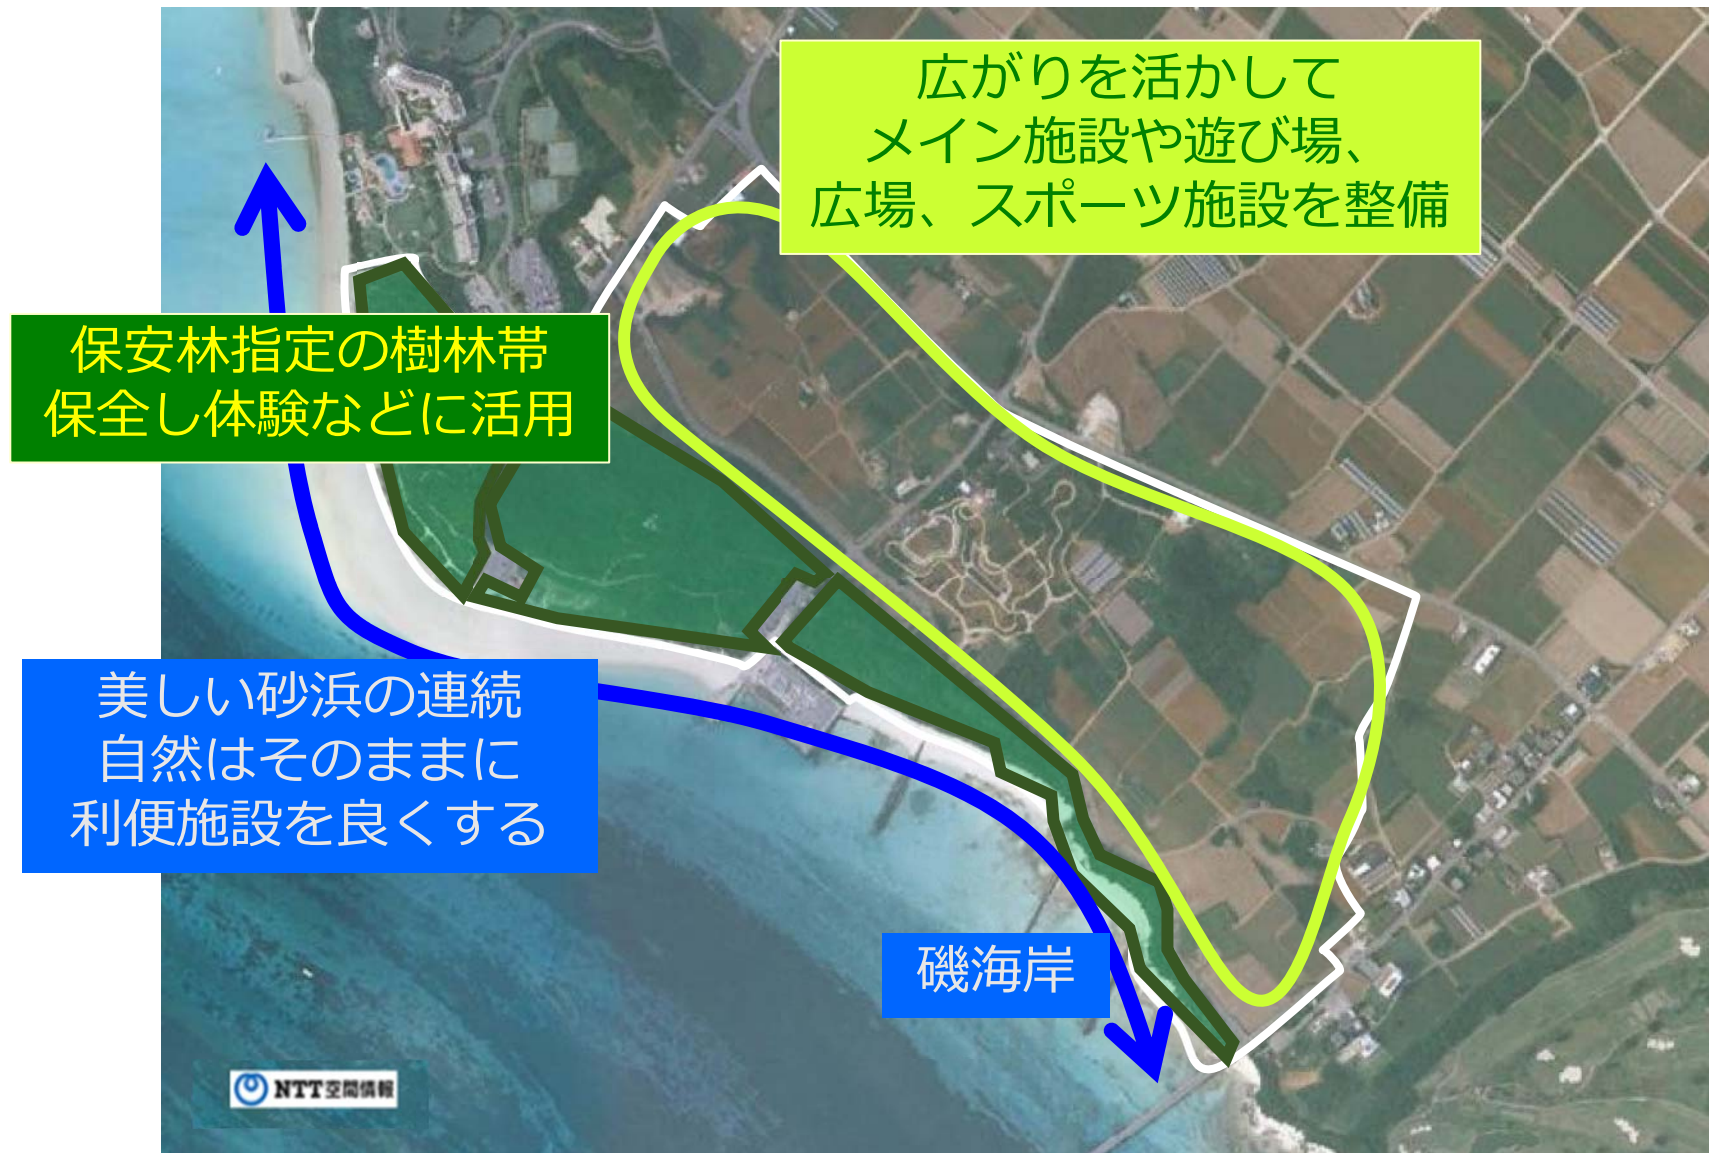 広がりを活かして
メイン施設や遊び場、
広場、スポーツ施設を整備
保安林指定の樹林帯
保全し体験などに活用
美しい砂浜の連続
自然はそのままに
利便施設を良くする
磯海岸
NTT空間情報